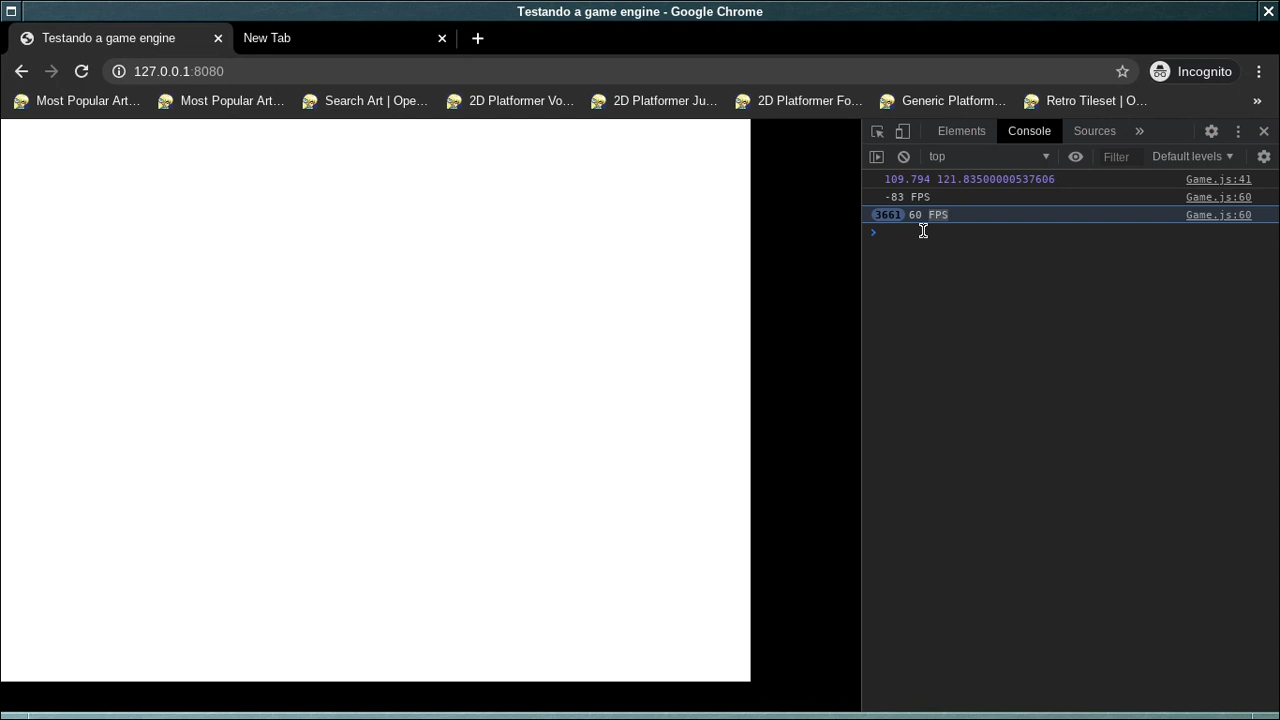 Testando a game engine - Google Chrome
Testando a game engine New Tab
127.0.0.1:8080 Incognito
Most Popular Art… Most Popular Art… Search Art | Ope… 2D Platformer Vo… 2D Platformer Ju… 2D Platformer Fo… Generic Platform… Retro Tileset | O… »
Elements Console Sources »
top Filter Default levels
109.794 121.83500000537606 Game.js:41
-83 FPS Game.js:60
3661 60 FPS Game.js:60